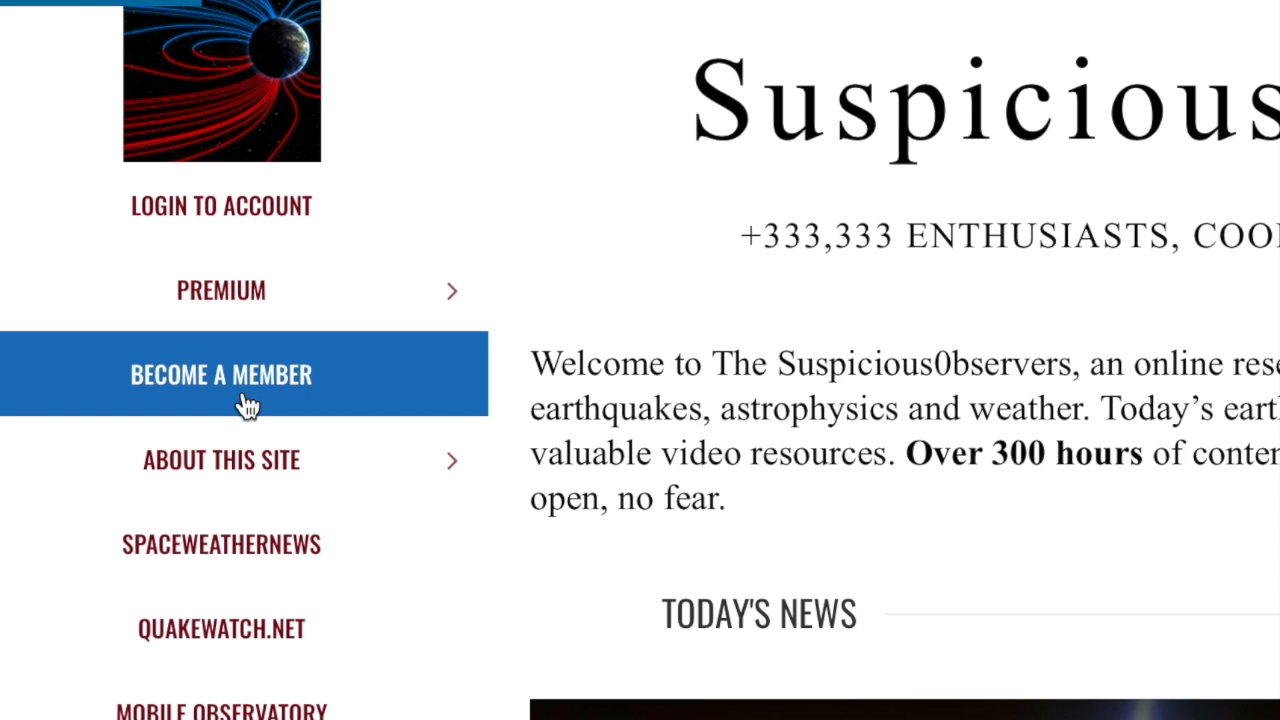 Suspicious
+333,333 ENTHUSIASTS,
LOGIN TO ACCOUNT
PREMIUM
BECOME A MEMBER
ABOUT THIS SITE
SPACEWEATHERNEWS
QUAKEWATCH.NET
MOBILE OBSERVATORY
Welcome to The Suspicious0bservers, an online
earthquakes, astrophysics and weather. Today’s
valuable video resources. Over 300 hours of
open, no fear.
TODAY'S NEWS